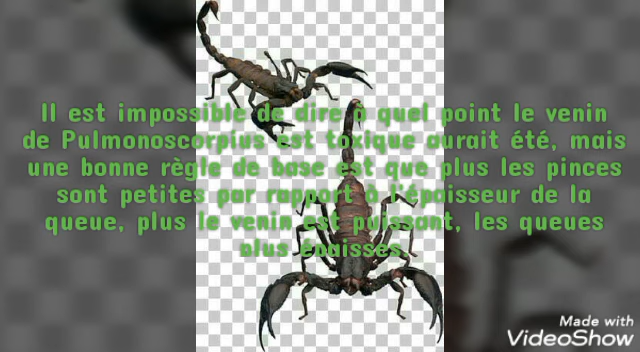 Il est impossible de dire à quel point le venin
de Pulmonoscorpius est toxique aurait été, mais
une bonne règle de base est que plus les pinces
sont petites par rapport à l'épaisseur de la
queue, plus le venin est puissant, les queues
plus épaisses
Made with
VideoShow